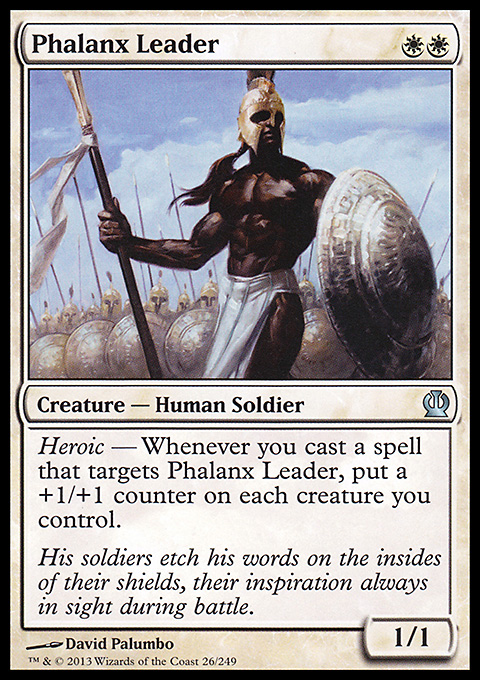 Phalanx Leader
Creature — Human Soldier
Heroic — Whenever you cast a spell
that targets Phalanx Leader, put a
+1/+1 counter on each creature you
control.
His soldiers etch his words on the insides
of their shields, their inspiration always
in sight during battle.
David Palumbo
1/1
™ & © 2013 Wizards of the Coast 26/249